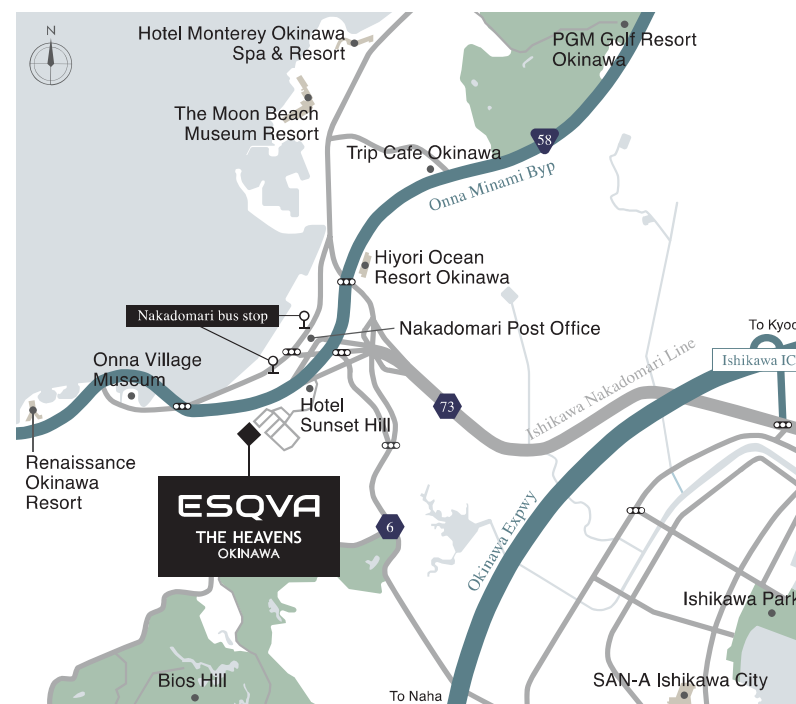 N
Hotel Monterey Okinawa
Spa & Resort
PGM Golf Resort
Okinawa
The Moon Beach
Museum Resort
58
Trip Cafe Okinawa
Onna Minami Byp
Hiyori Ocean
Resort Okinawa
Nakadomari bus stop
Nakadomari Post Office
To Kyoc
Ishikawa IC
Onna Village
Museum
Ishikawa Nakadomari Line
73
Hotel
Sunset Hill
Renaissance
Okinawa
Resort
ESQVA
THE HEAVENS
OKINAWA
6
Okinawa Expwy
Ishikawa Park
Bios Hill
To Naha
SAN-A Ishikawa City